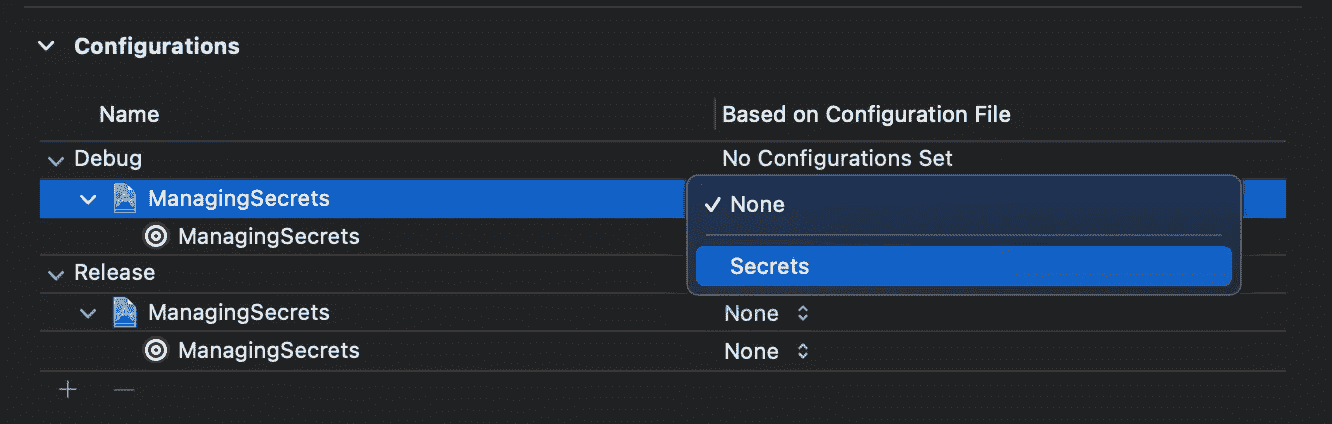 Configurations
Name Based on Configuration File
Debug No Configurations Set
ManagingSecrets None
ManagingSecrets
Secrets
Release
ManagingSecrets None
ManagingSecrets None